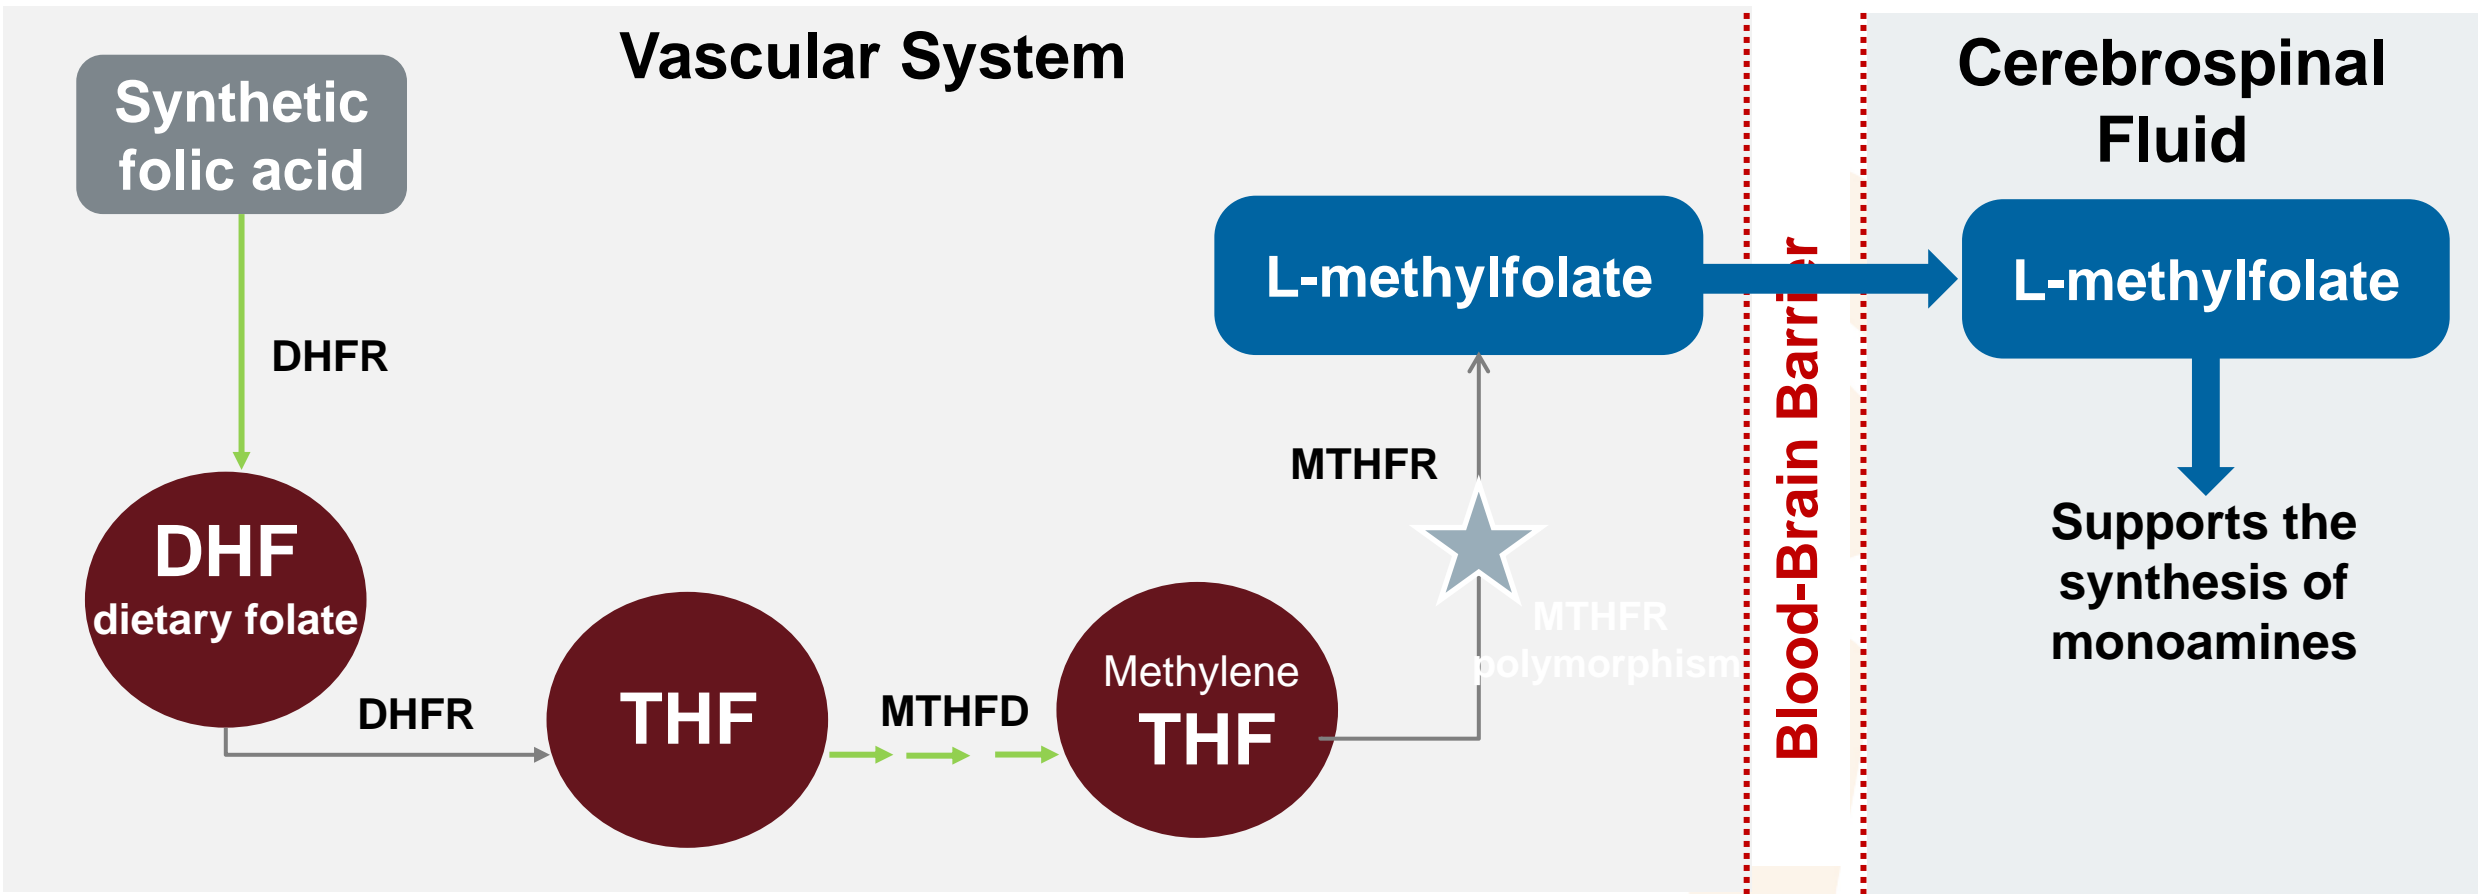 Vascular System
Cerebrospinal
Fluid
Synthetic
folic acid
DHFR
DHF
dietary folate
DHFR
THF
MTHFD
Methylene
THF
MTHFR
MTHFR
polymorphism
L-methylfolate
Blood-Brain Barrier
L-methylfolate
Supports the
synthesis of
monoamines